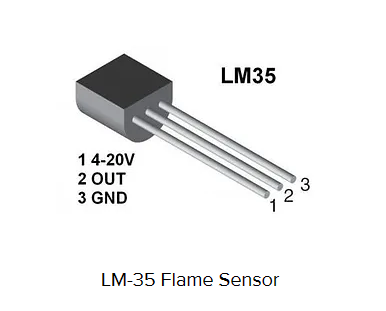 LM35
1 4-20V
2 OUT
3 GND
1
2
3
LM-35 Flame Sensor